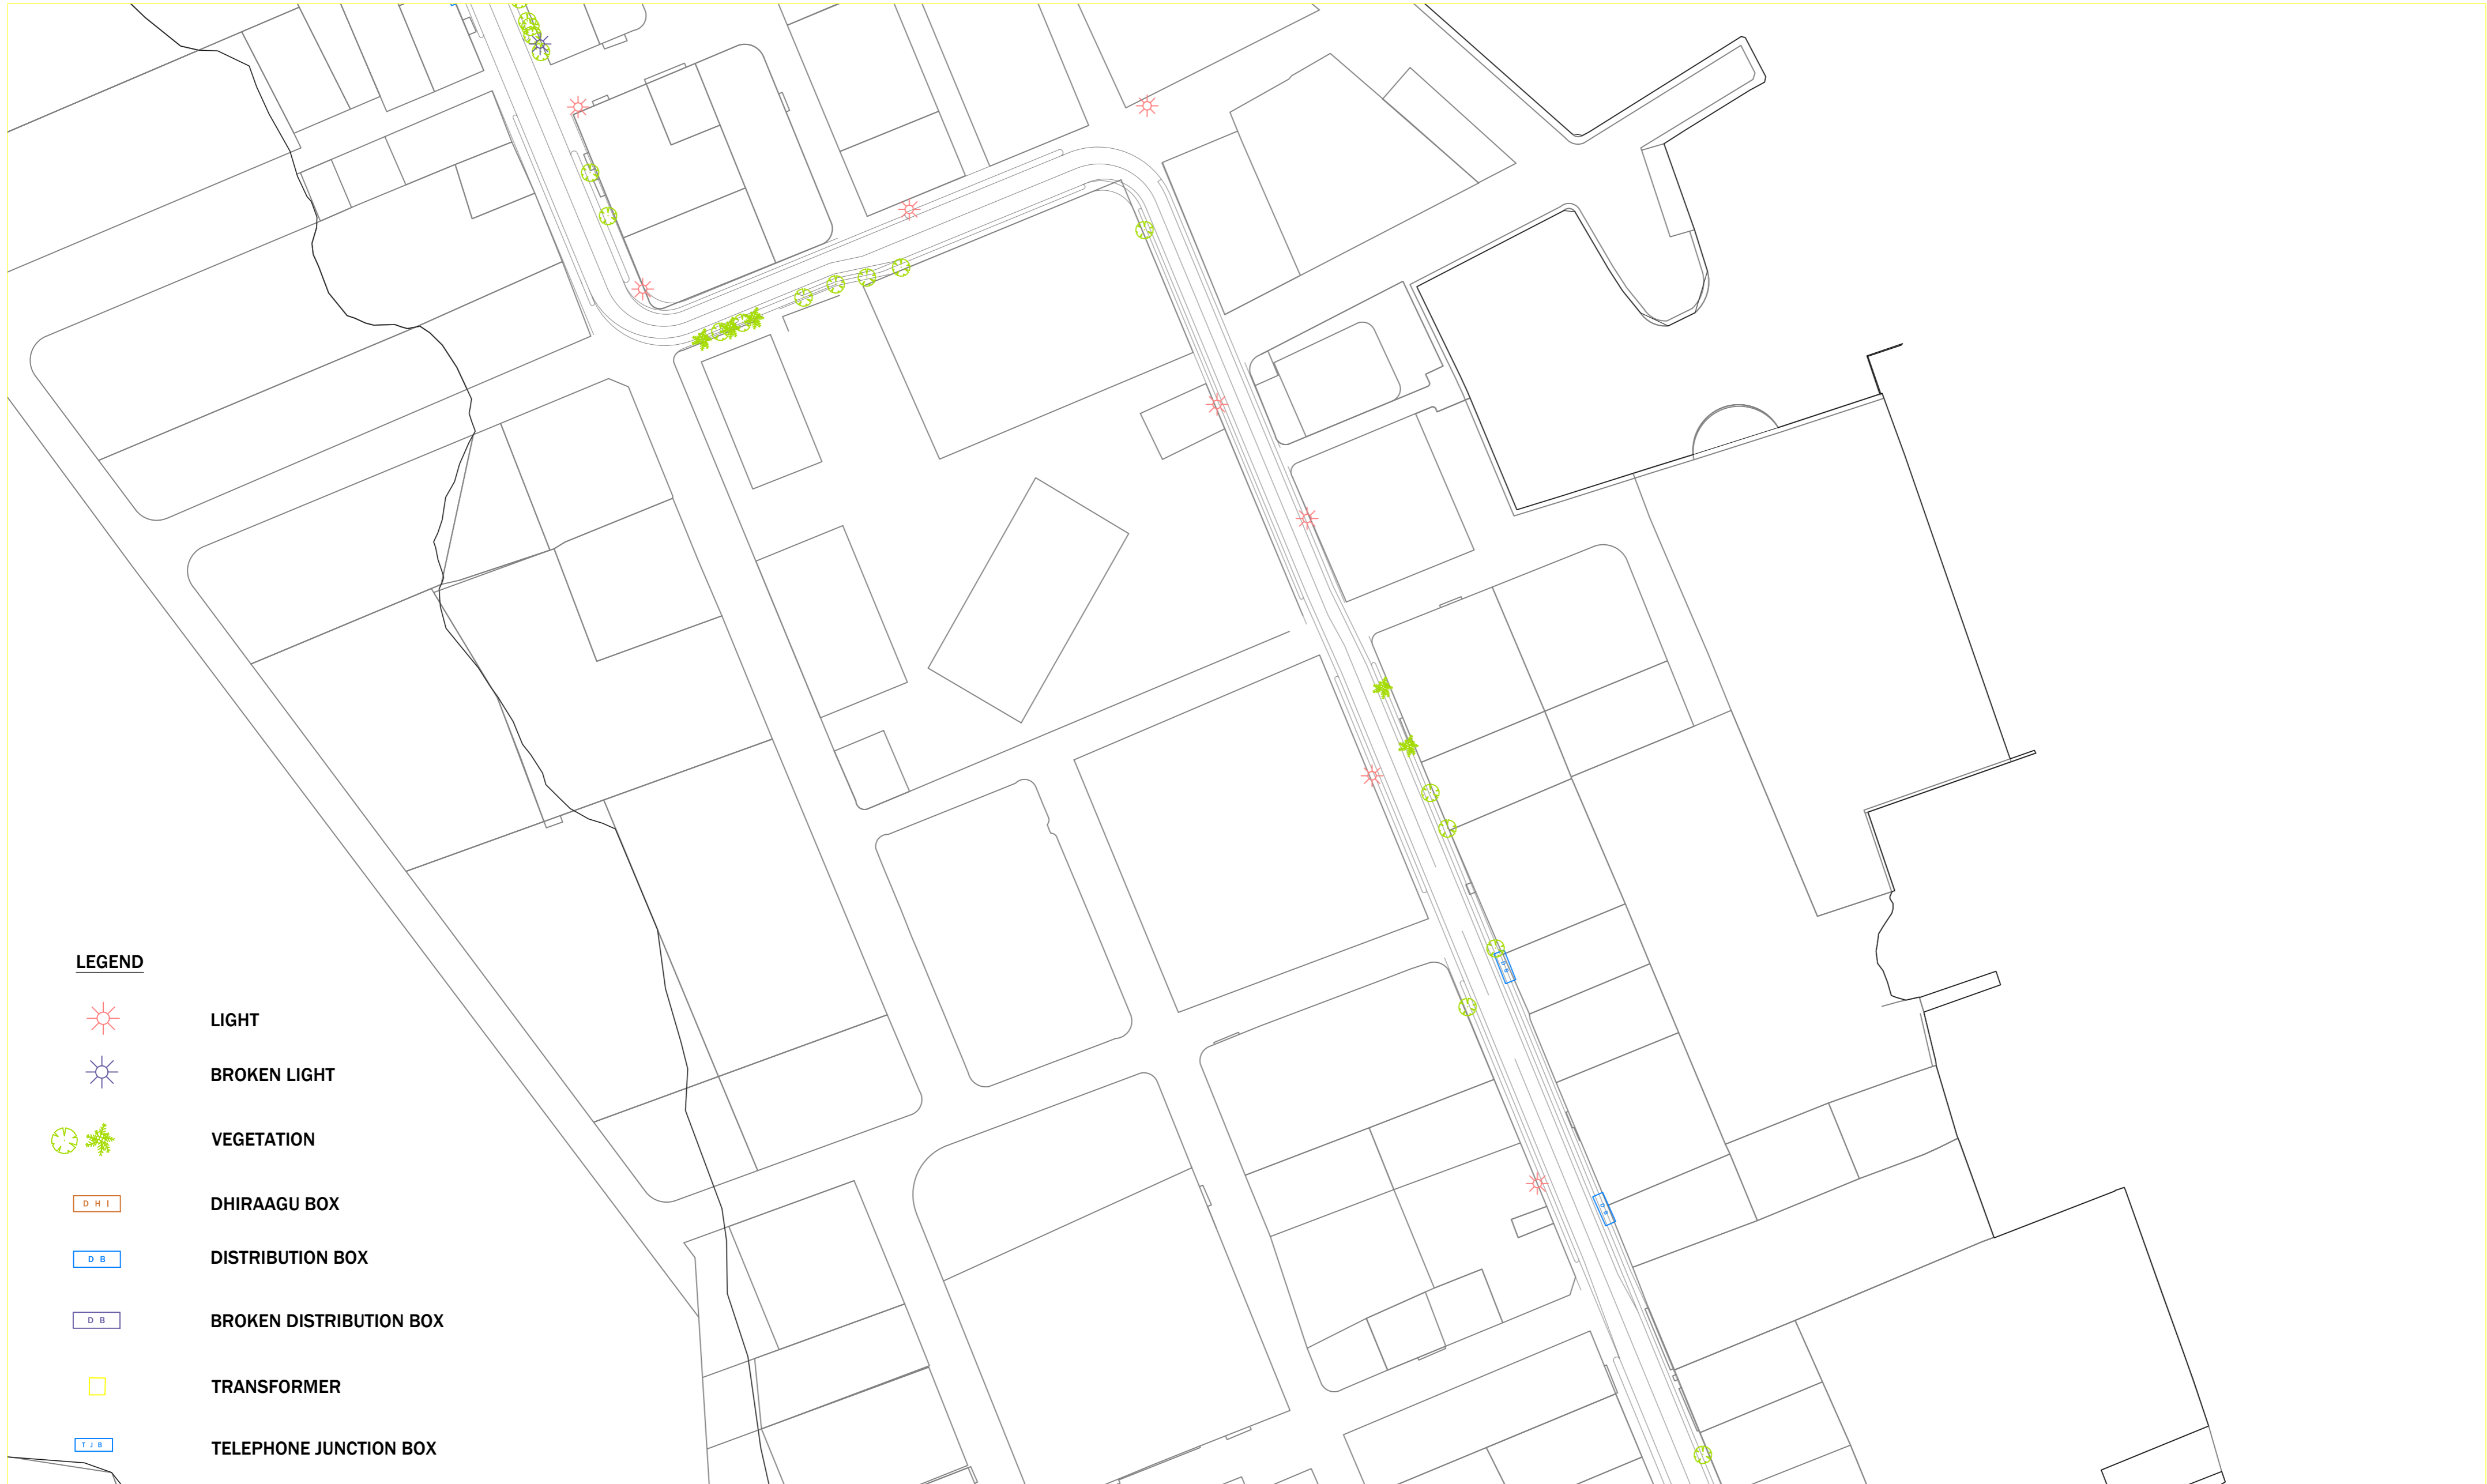 LEGEND
LIGHT
BROKEN LIGHT
VEGETATION
D H I DHIRAAGU BOX
D B DISTRIBUTION BOX
D B BROKEN DISTRIBUTION BOX
TRANSFORMER
T J B TELEPHONE JUNCTION BOX
D B
D B